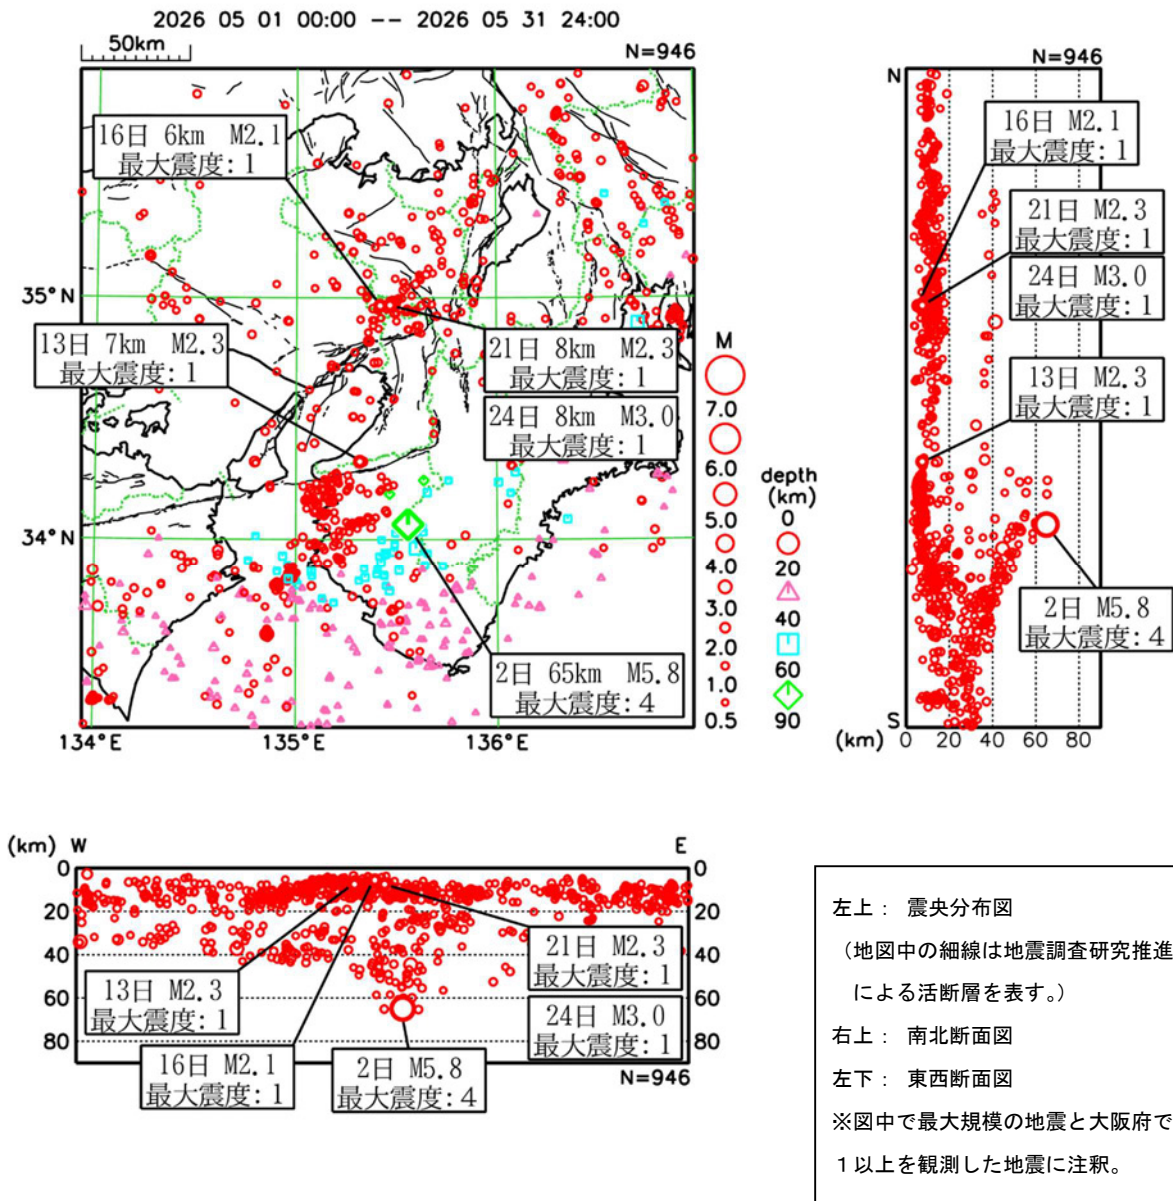 2026 05 01 00:00 -- 2026 05 31 24:00
50km
N=946
16日 6km M2.1
最大震度:1
35°N
13日 7km M2.3
最大震度:1
21日 8km M2.3
最大震度:1
24日 8km M3.0
最大震度:1
34°N
2日 65km M5.8
最大震度:4
134°E
135°E
136°E
M
7.0
6.0
5.0
4.0
3.0
2.0
1.0
0.5
depth
(km)
0
20
40
60
90
N=946
N
16日 M2.1
最大震度:1
21日 M2.3
最大震度:1
24日 M3.0
最大震度:1
13日 M2.3
最大震度:1
2日 M5.8
最大震度:4
S
(km) 0 20 40 60 80
(km) W
E
0
20
40
60
80
0
20
40
60
80
13日 M2.3
最大震度:1
16日 M2.1
最大震度:1
2日 M5.8
最大震度:4
21日 M2.3
最大震度:1
24日 M3.0
最大震度:1
N=946
左上： 震央分布図
（地図中の細線は地震調査研究推進
による活断層を表す。）
右上： 南北断面図
左下： 東西断面図
※図中で最大規模の地震と大阪府で
１以上を観測した地震に注釈。